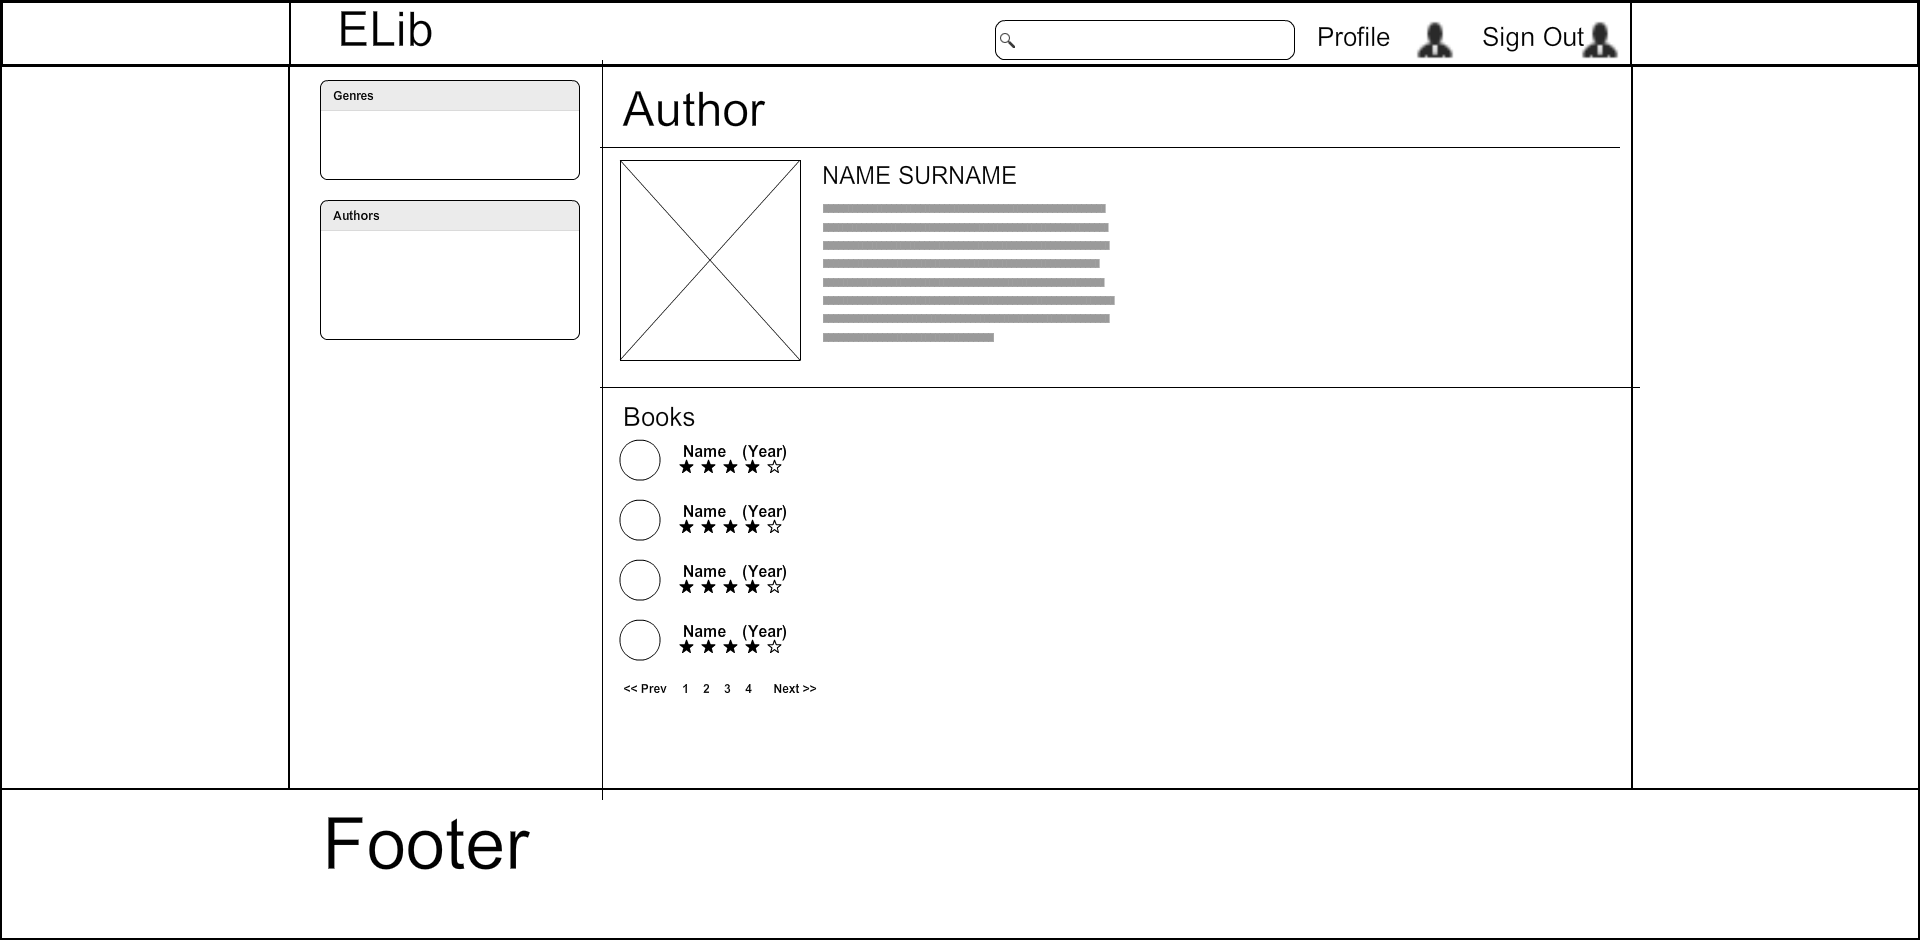 ELib
Profile
Sign Out
Genres
Authors
Author
NAME SURNAME
Books
Name (Year)
Name (Year)
Name (Year)
Name (Year)
<< Prev 1 2 3 4 Next >>
Footer